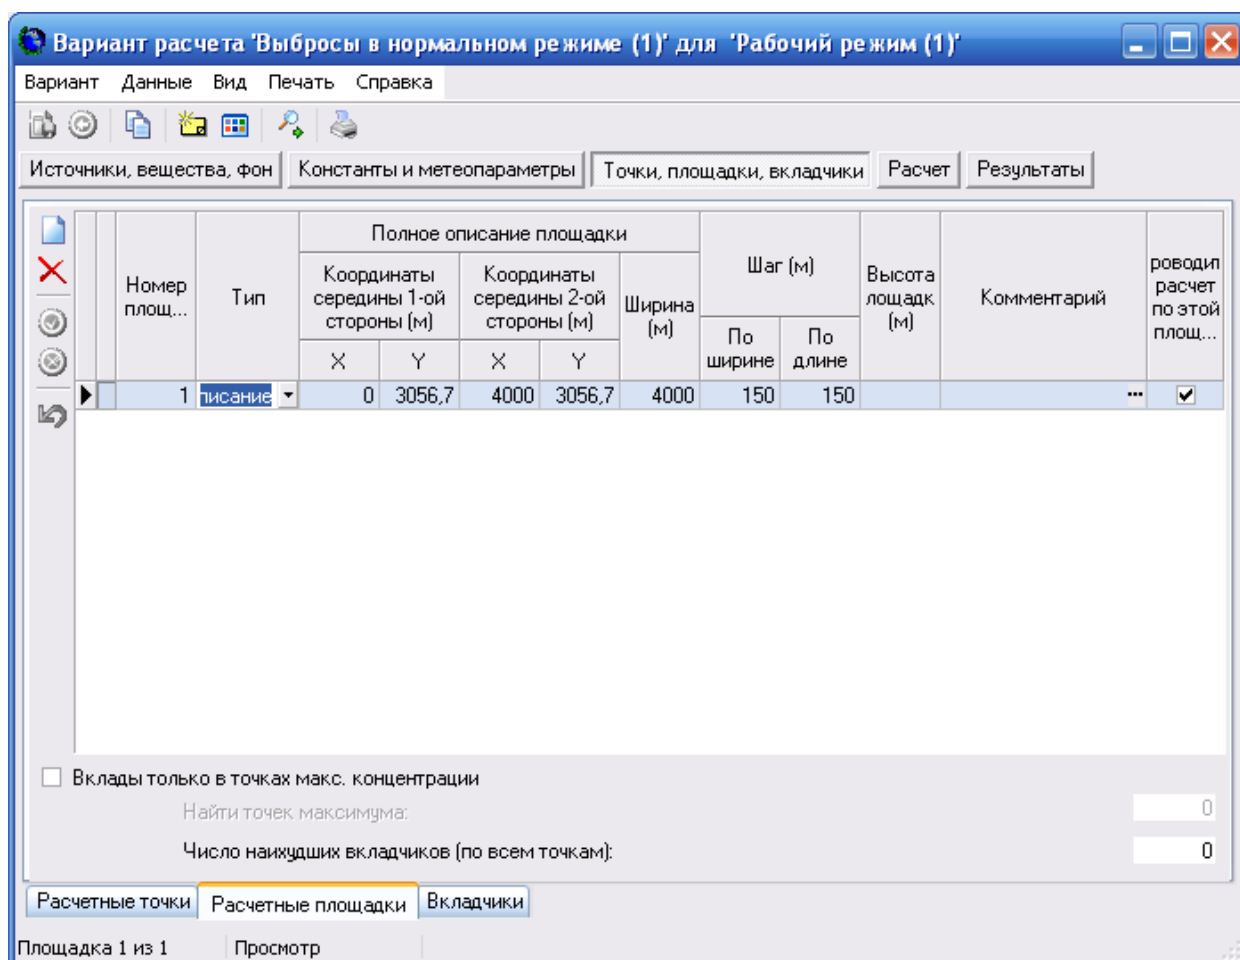 Вариант расчета 'Выбросы в нормальном режиме (1)' для 'Рабочий режим (1)'
Вариант Данные Вид Печать Справка
Источники, вещества, фон Константы и метеопараметры Точки, площадки, вкладчики Расчет Результаты
Номер площ...
Тип
Полное описание площадки
Координаты середины 1-ой стороны (м)
Координаты середины 2-ой стороны (м)
Ширина (м)
Шаг (м)
Высота лощадк (м)
Комментарий
роводит расчет по этой площ...
X Y X Y По ширине По длине
1 писание 0 3056,7 4000 3056,7 4000 150 150 ...
Вклады только в точках макс. концентрации
Найти точек максимума: 0
Число наихудших вкладчиков (по всем точкам): 0
Расчетные точки Расчетные площадки Вкладчики
Площадка 1 из 1 Просмотр